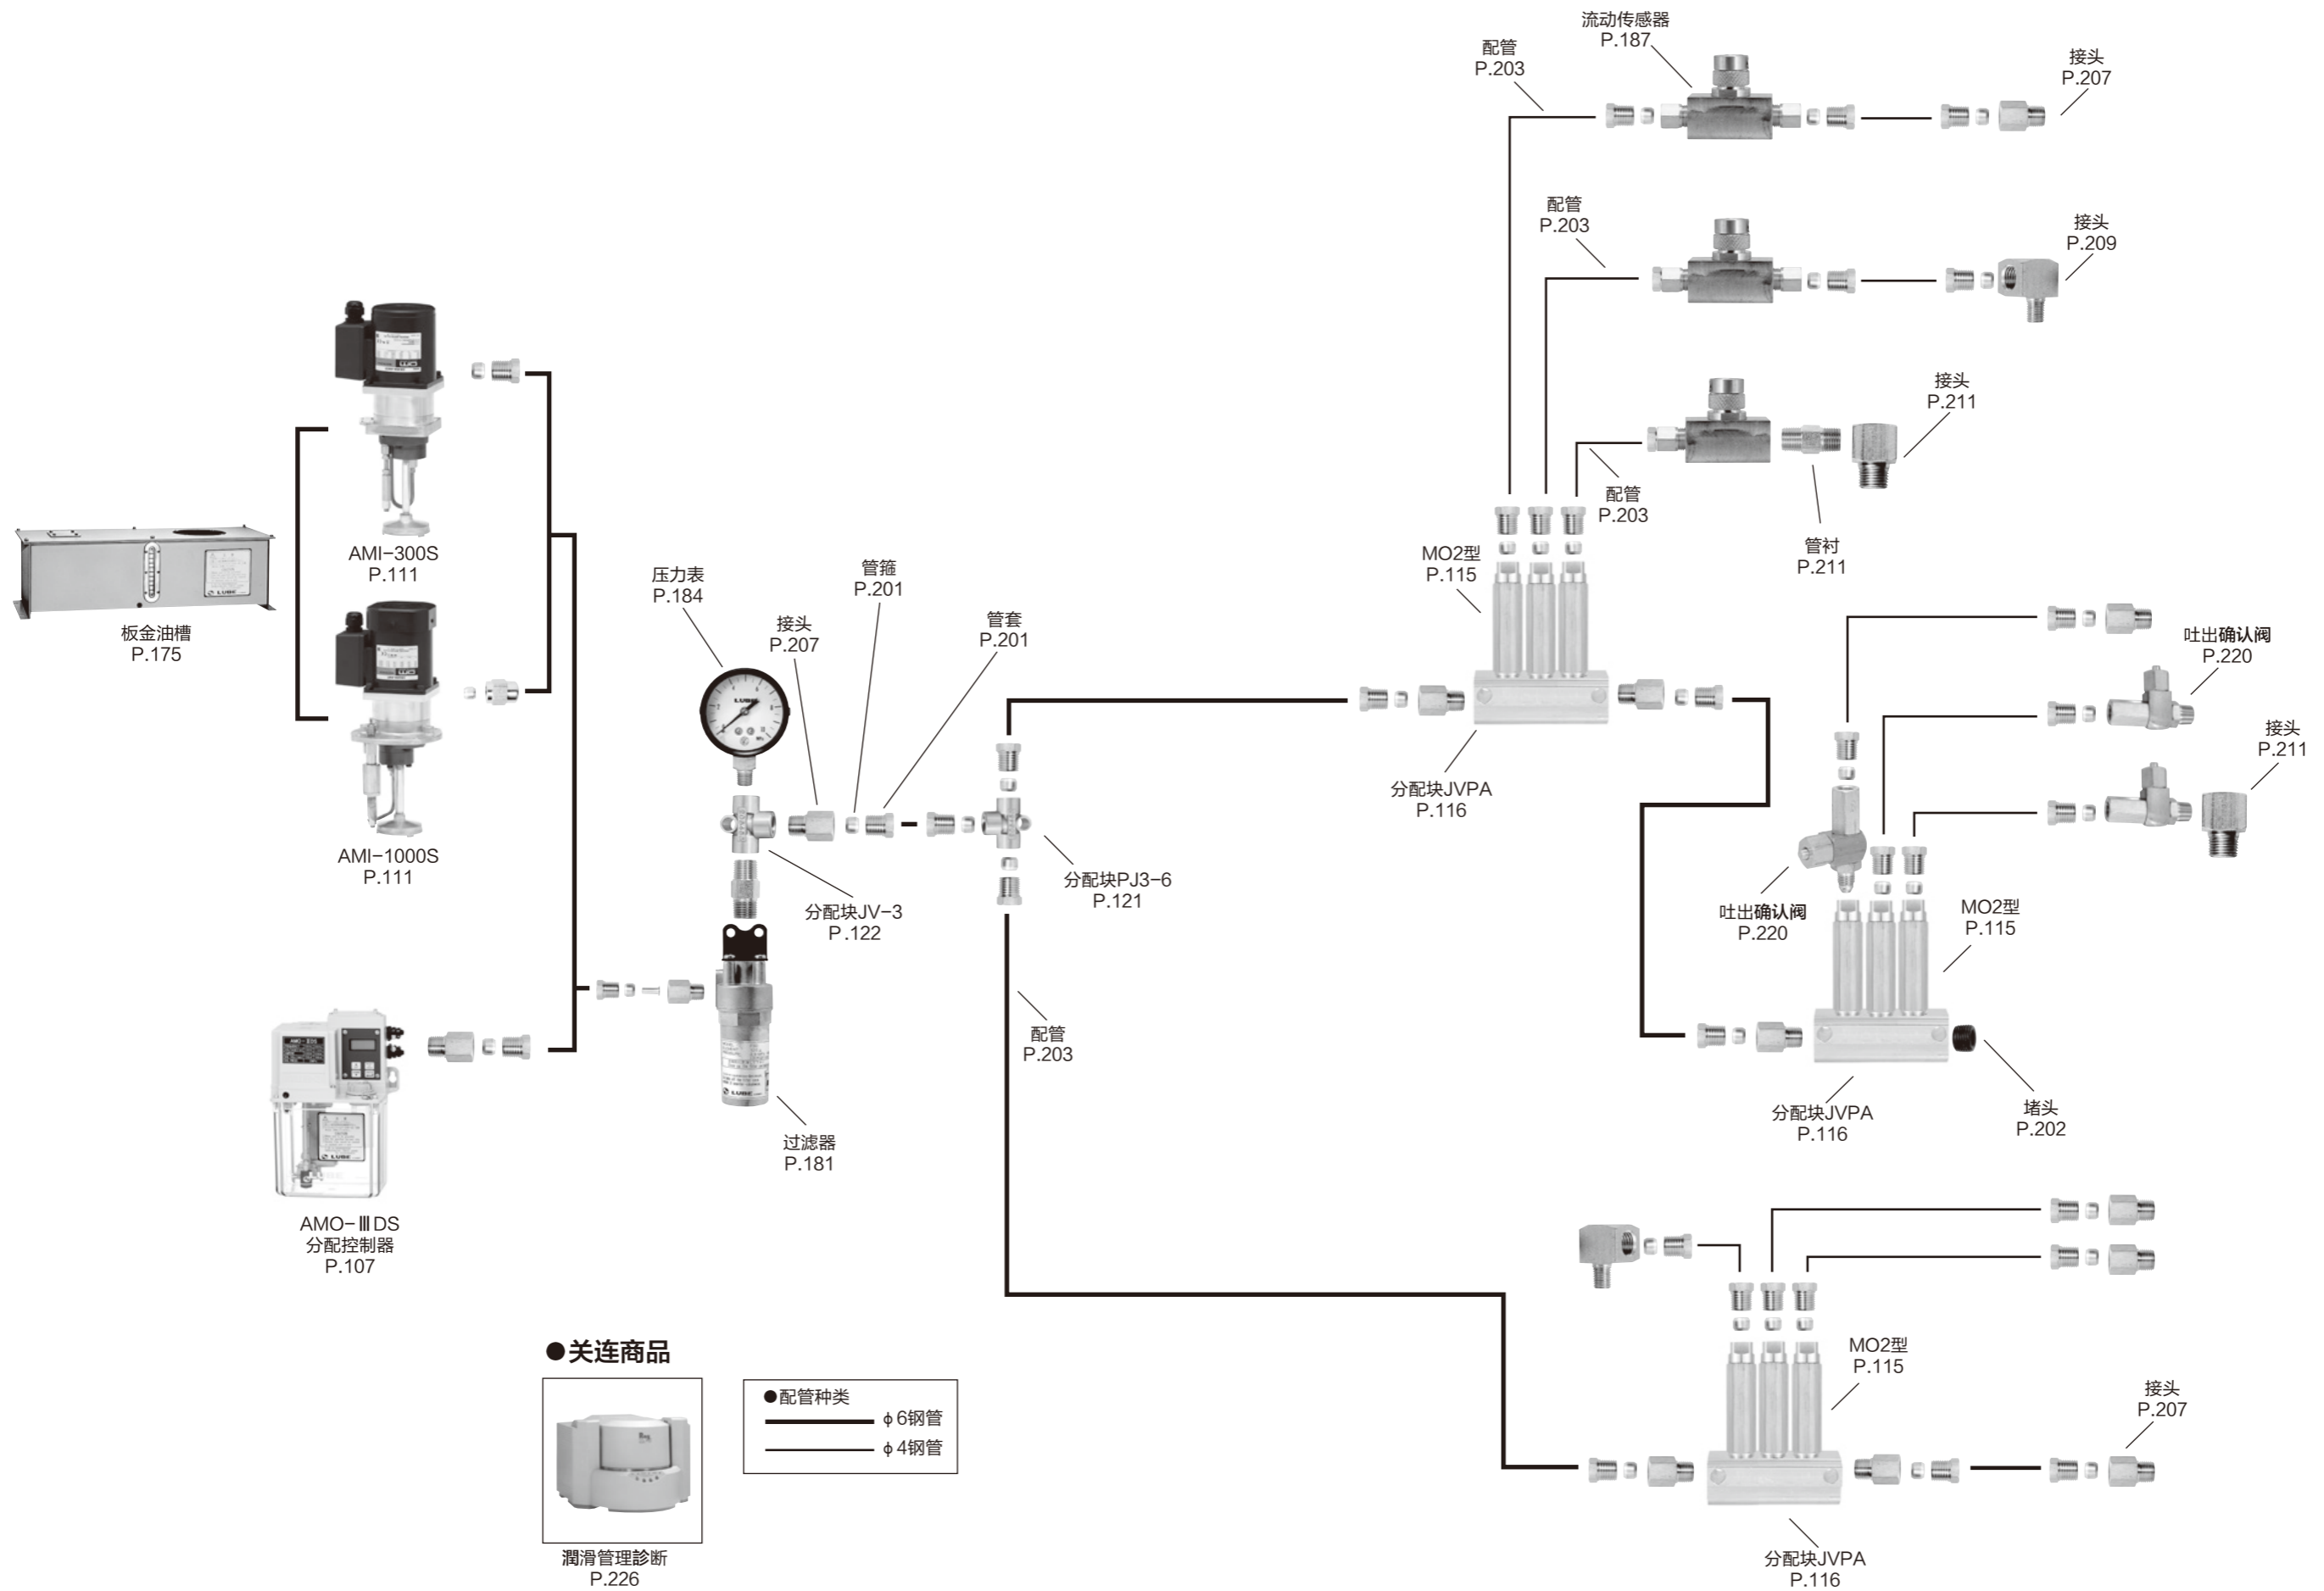 流动传感器
P.187
配管
P.203
接头
P.207
配管
P.203
接头
P.209
接头
P.211
配管
P.203
管衬
P.211
MO2型
P.115
AMI-300S
P.111
板金油槽
P.175
LUBE
AMI-1000S
P.111
压力表
P.184
LUBE
接头
P.207
管箍
P.201
管套
P.201
分配块JVPA
P.116
吐出确认阀
P.220
接头
P.211
分配块PJ3-6
P.121
分配块JV-3
P.122
吐出确认阀
P.220
MO2型
P.115
配管
P.203
过滤器
P.181
LUBE
分配块JVPA
P.116
堵头
P.202
AMO-ⅢDS
LUBE
AMO-ⅢDS
分配控制器
P.107
MO2型
P.115
接头
P.207
分配块JVPA
P.116
●关连商品
潤滑管理診断
P.226
●配管种类
φ6钢管
φ4钢管